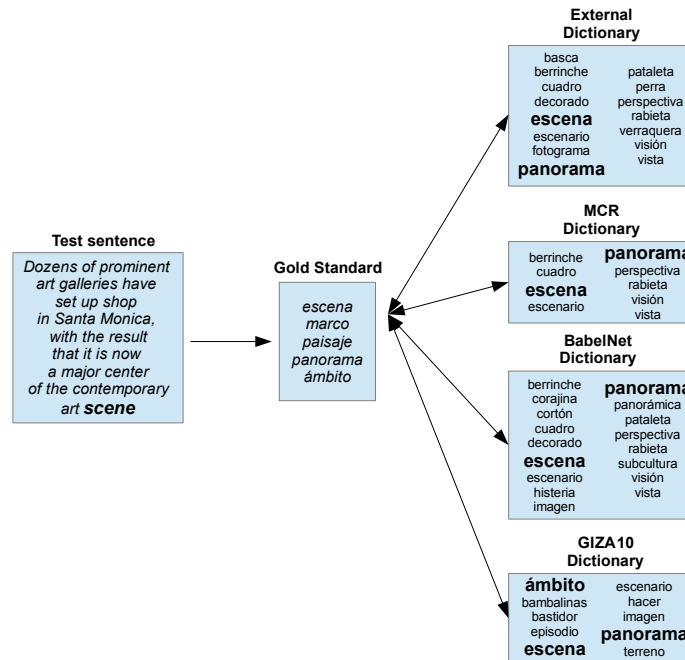 External
Dictionary
basca
berrinche
cuadro
decorado
escena
escenario
fotograma
panorama
pataleta
perra
perspectiva
rabieta
verraquera
visión
vista
Test sentence
Dozens of prominent
art galleries have
set up shop
in Santa Monica,
with the result
that it is now
a major center
of the contemporary
art scene
Gold Standard
escena
marco
paisaje
panorama
ámbito
MCR
Dictionary
berrinche
cuadro
escena
escenario
panorama
perspectiva
rabieta
visión
vista
BabelNet
Dictionary
berrinche
corajina
cortón
cuadro
decorado
escena
escenario
histeria
imagen
panorama
panorámica
pataleta
perspectiva
rabieta
subcultura
visión
vista
GIZA10
Dictionary
ámbito
bambalinas
bastidor
episodio
escena
escenario
hacer
imagen
panorama
terreno